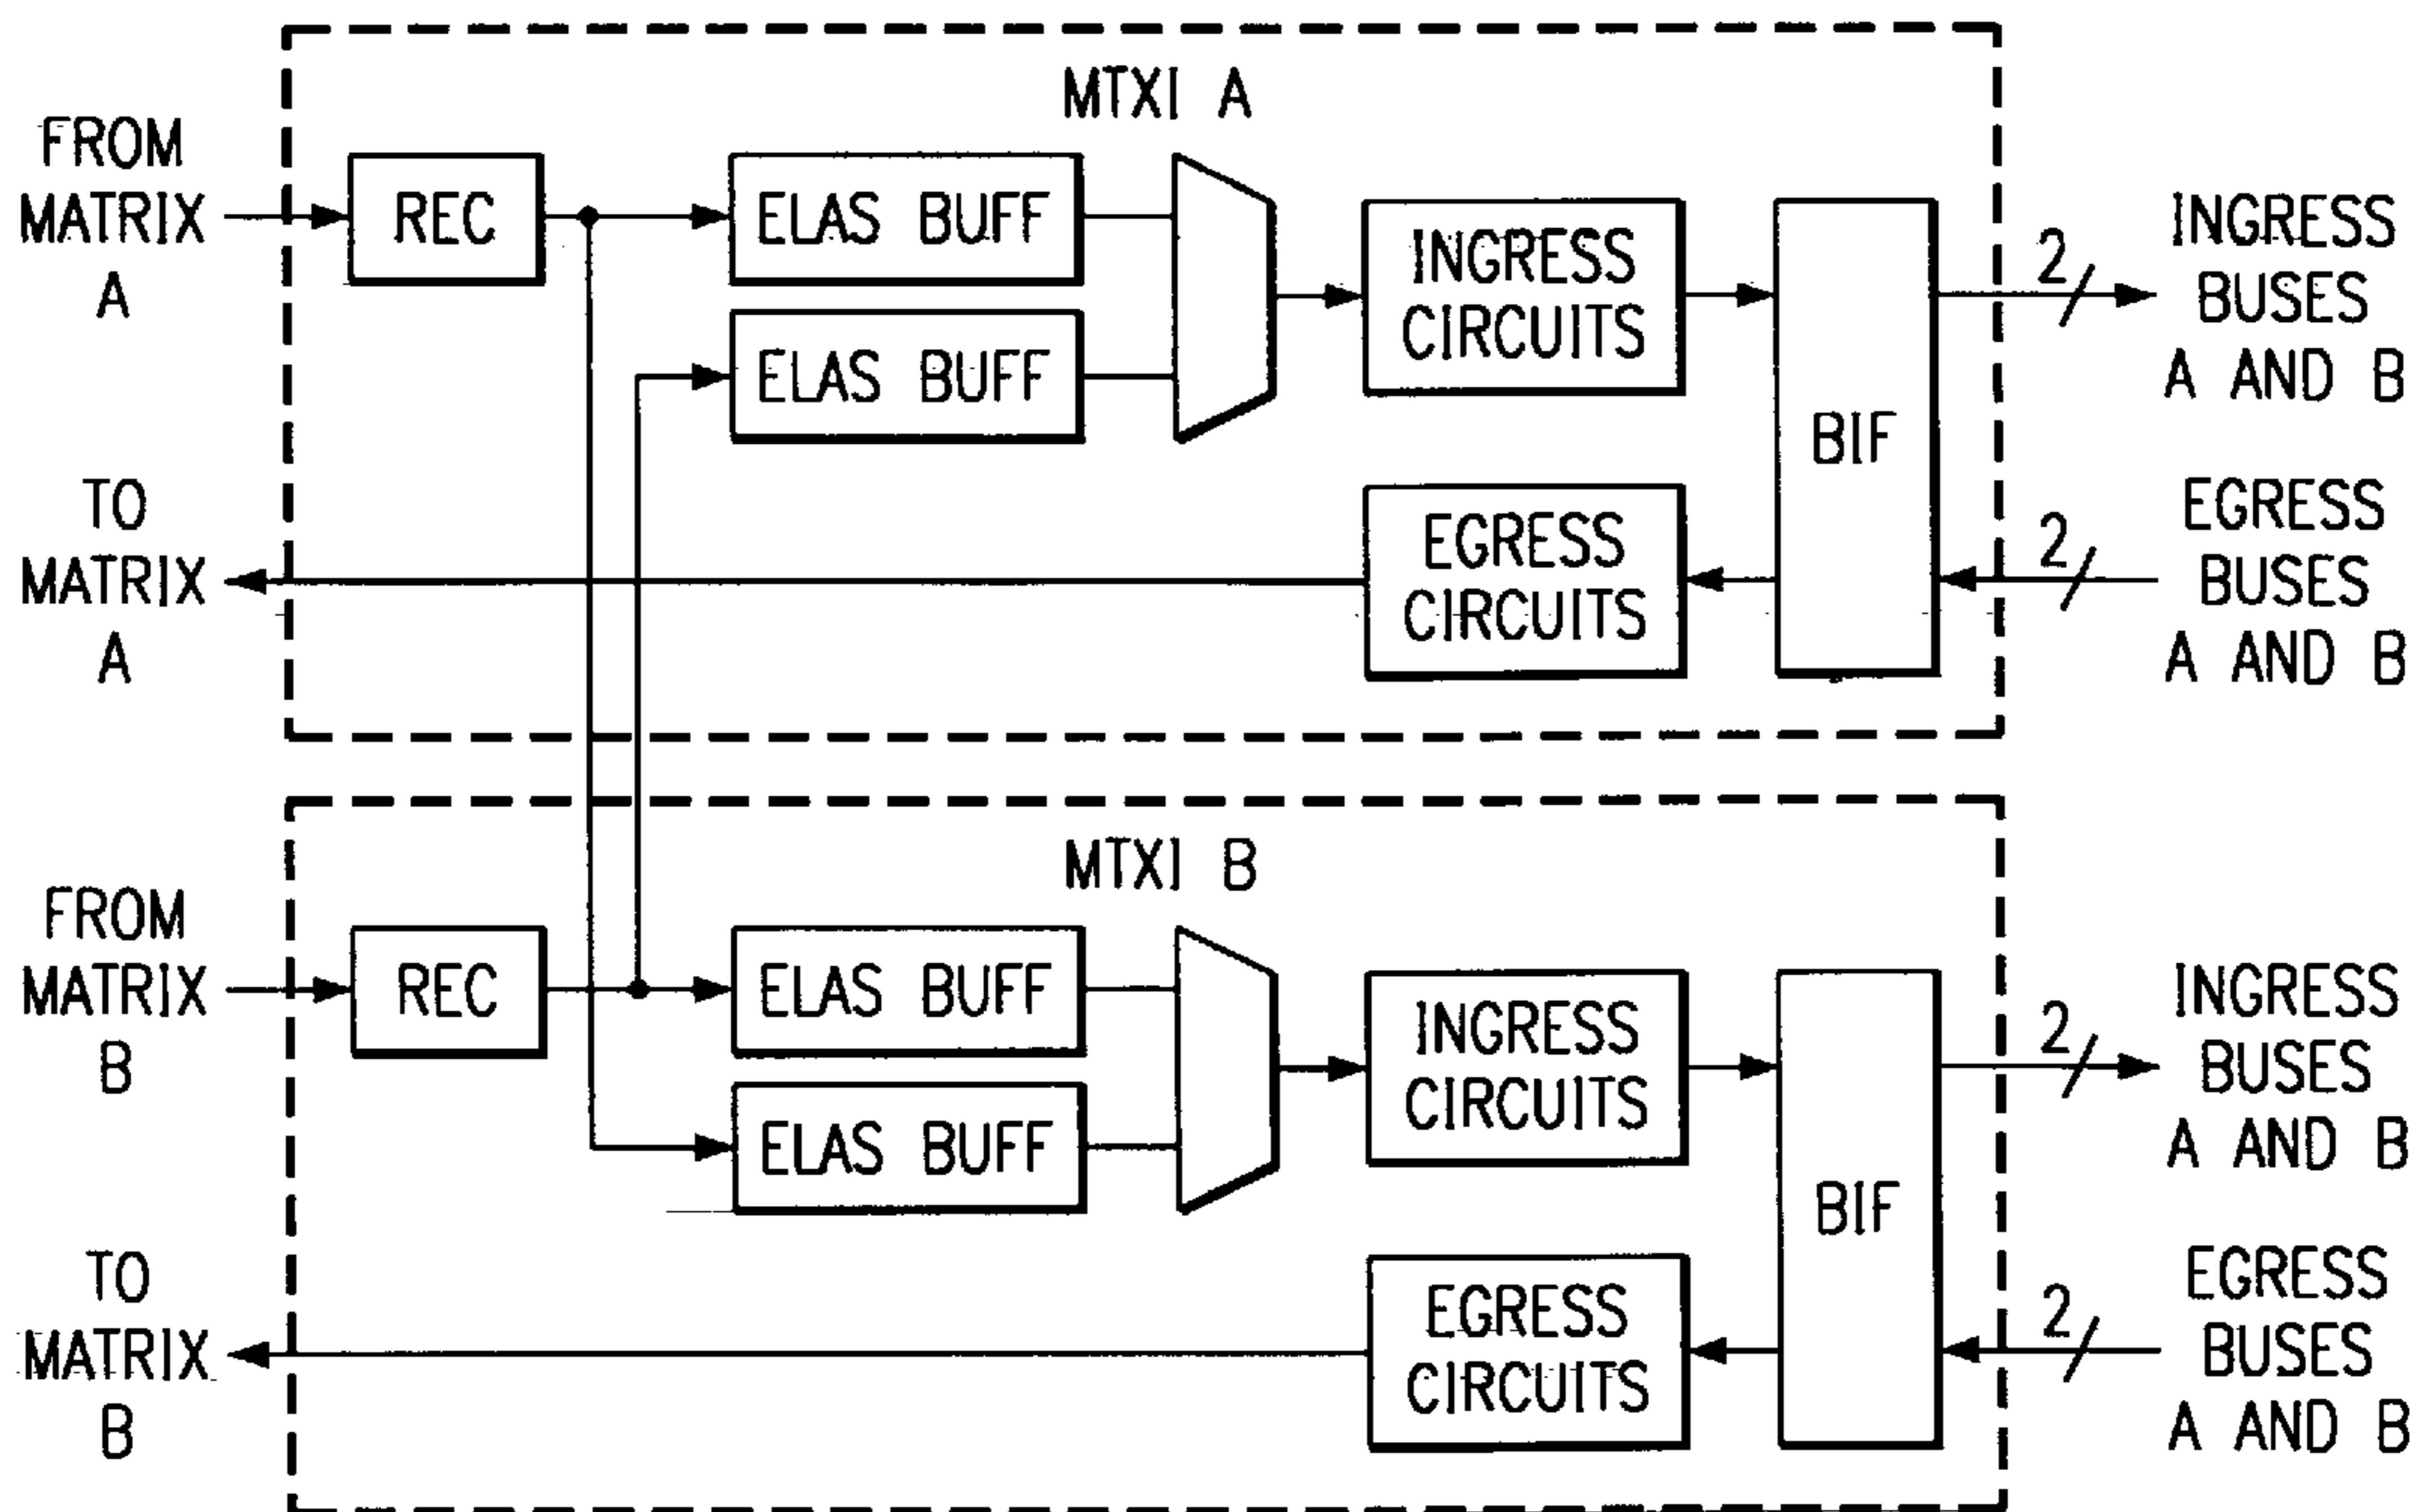 MTXI A
FROM
MATRIX
A
REC
ELAS BUFF
ELAS BUFF
INGRESS
CIRCUITS
BIF
2
INGRESS
BUSES
A AND B
TO
MATRIX
A
EGRESS
CIRCUITS
2
EGRESS
BUSES
A AND B
MTXI B
FROM
MATRIX
B
REC
ELAS BUFF
ELAS BUFF
INGRESS
CIRCUITS
BIF
2
INGRESS
BUSES
A AND B
TO
MATRIX
B
EGRESS
CIRCUITS
2
EGRESS
BUSES
A AND B